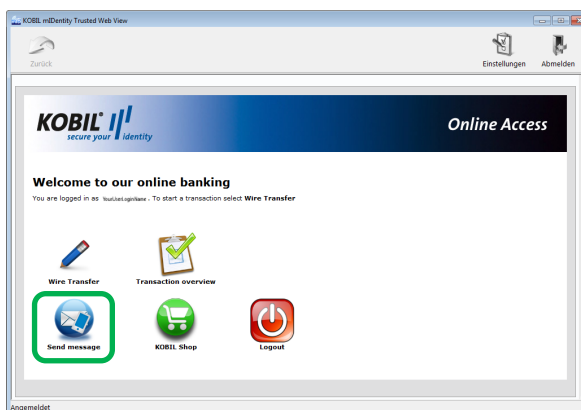 KOBIL mIDentity Trusted Web View
Zurück
Einstellungen
Abmelden
KOBIL
secure your identity
Online Access
Welcome to our online banking
You are logged in as YourUserLoginName . To start a transaction select Wire Transfer
Wire Transfer
Transaction overview
Send message
KOBIL Shop
Logout
Angemeldet